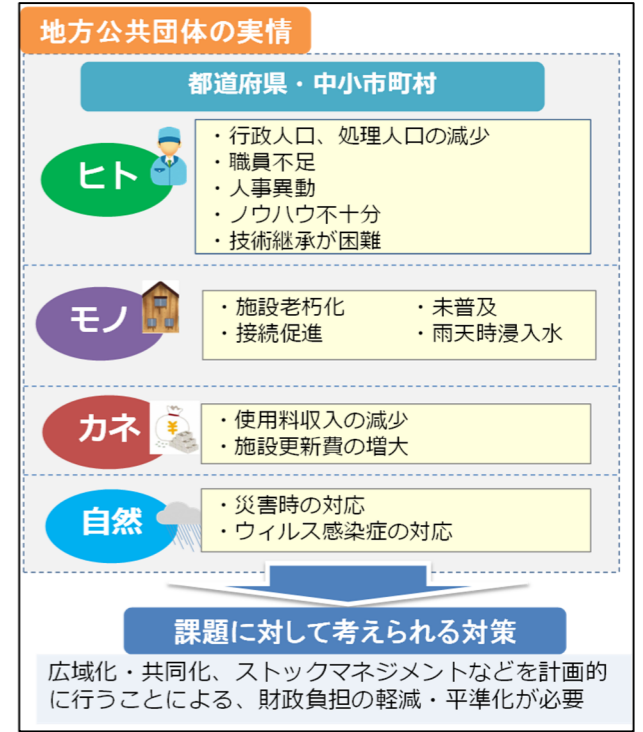 地方公共団体の実情
都道府県・中小市町村
ヒト
・行政人口、処理人口の減少
・職員不足
・人事異動
・ノウハウ不十分
・技術継承が困難
モノ
・施設老朽化 ・未普及
・接続促進 ・雨天時浸入水
カネ
¥
・使用料収入の減少
・施設更新費の増大
自然
・災害時の対応
・ウィルス感染症の対応
課題に対して考えられる対策
広域化・共同化、ストックマネジメントなどを計画的
に行うことによる、財政負担の軽減・平準化が必要